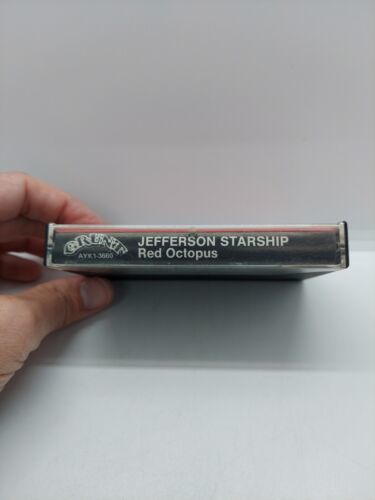 GRUNT
AYK1-3660
JEFFERSON STARSHIP
Red Octopus